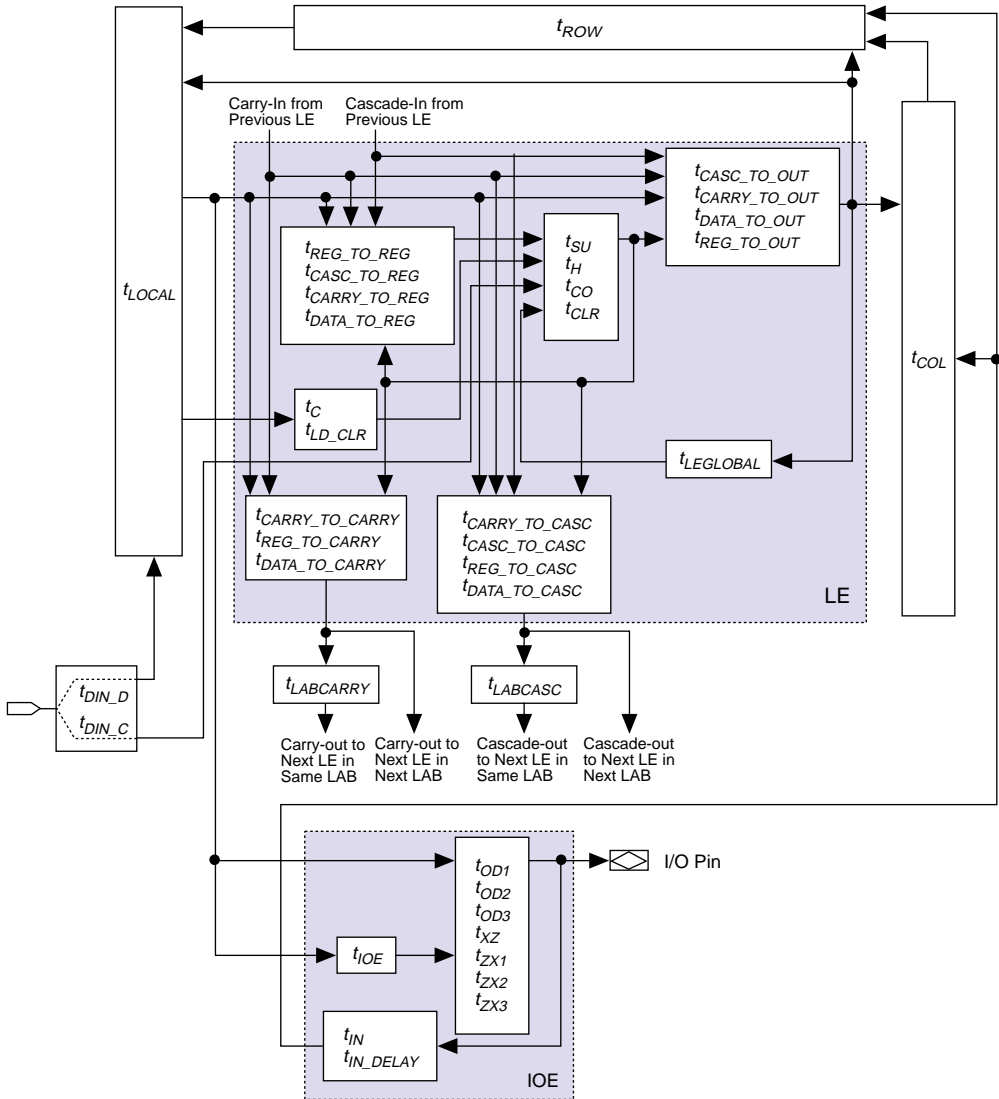 tROW
Carry-In from
Previous LE
Cascade-In from
Previous LE
tCASC_TO_OUT
tCARRY_TO_OUT
tDATA_TO_OUT
tREG_TO_OUT
tREG_TO_REG
tCASC_TO_REG
tCARRY_TO_REG
tDATA_TO_REG
tSU
tH
tCO
tCLR
tLOCAL
tCOL
tC
tLD_CLR
tLEGLOBAL
tCARRY_TO_CARRY
tREG_TO_CARRY
tDATA_TO_CARRY
tCARRY_TO_CASC
tCASC_TO_CASC
tREG_TO_CASC
tDATA_TO_CASC
LE
tDIN_D
tDIN_C
tLABCARRY
tLABCASC
Carry-out to
Next LE in
Same LAB
Carry-out to
Next LE in
Next LAB
Cascade-out
to Next LE in
Same LAB
Cascade-out
to Next LE in
Next LAB
tOD1
tOD2
tOD3
tXZ
tZX1
tZX2
tZX3
I/O Pin
tIOE
tIN
tIN_DELAY
IOE